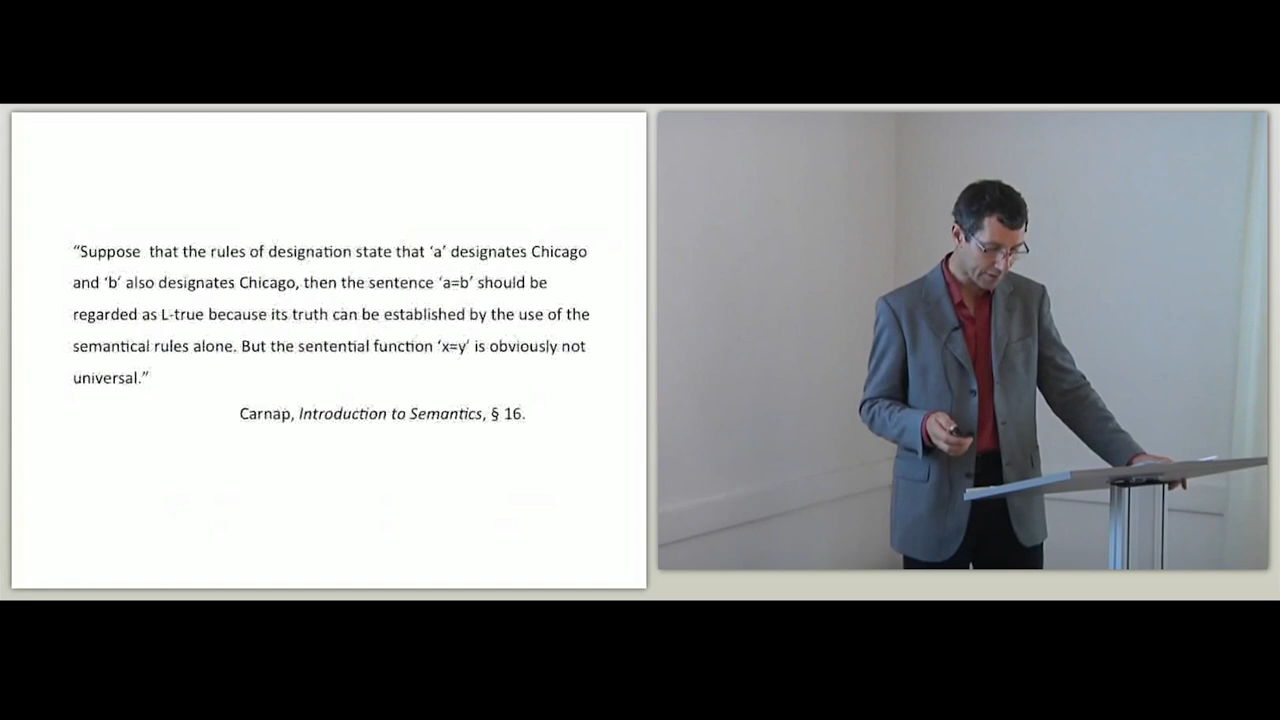 “Suppose  that the rules of designation state that ‘a’ designates Chicago
and ‘b‘ also designates Chicago, then the sentence ‘a=b’ should be
regarded as L-true because its truth can be established by the use of the
semantical rules alone. But the sentential function ‘x=y‘ is obviously not
universal.”
Carnap, Introduction to Semantics, § 16.